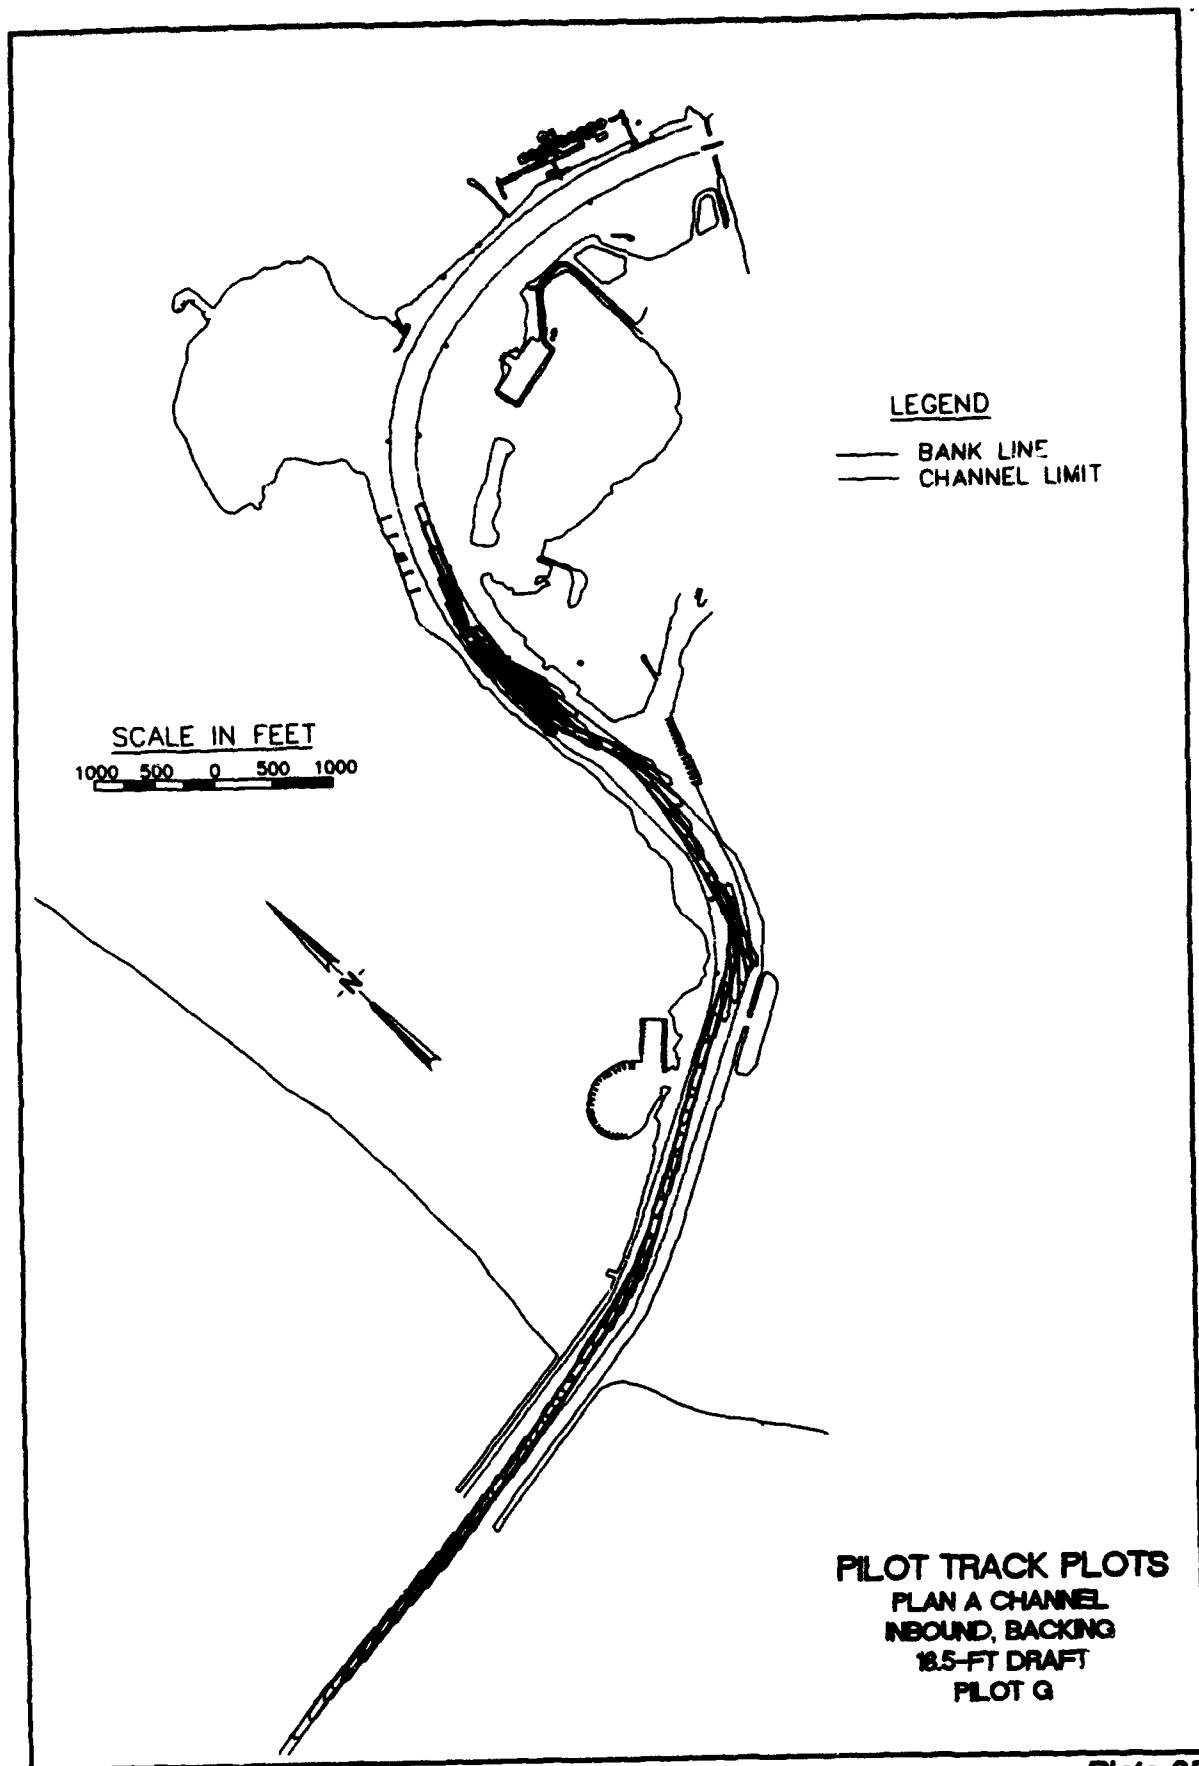 LEGEND
BANK LINE
CHANNEL LIMIT
SCALE IN FEET
1000 500 0 500 1000
N
PILOT TRACK PLOTS
PLAN A CHANNEL
INBOUND, BACKING
18.5-FT DRAFT
PILOT G